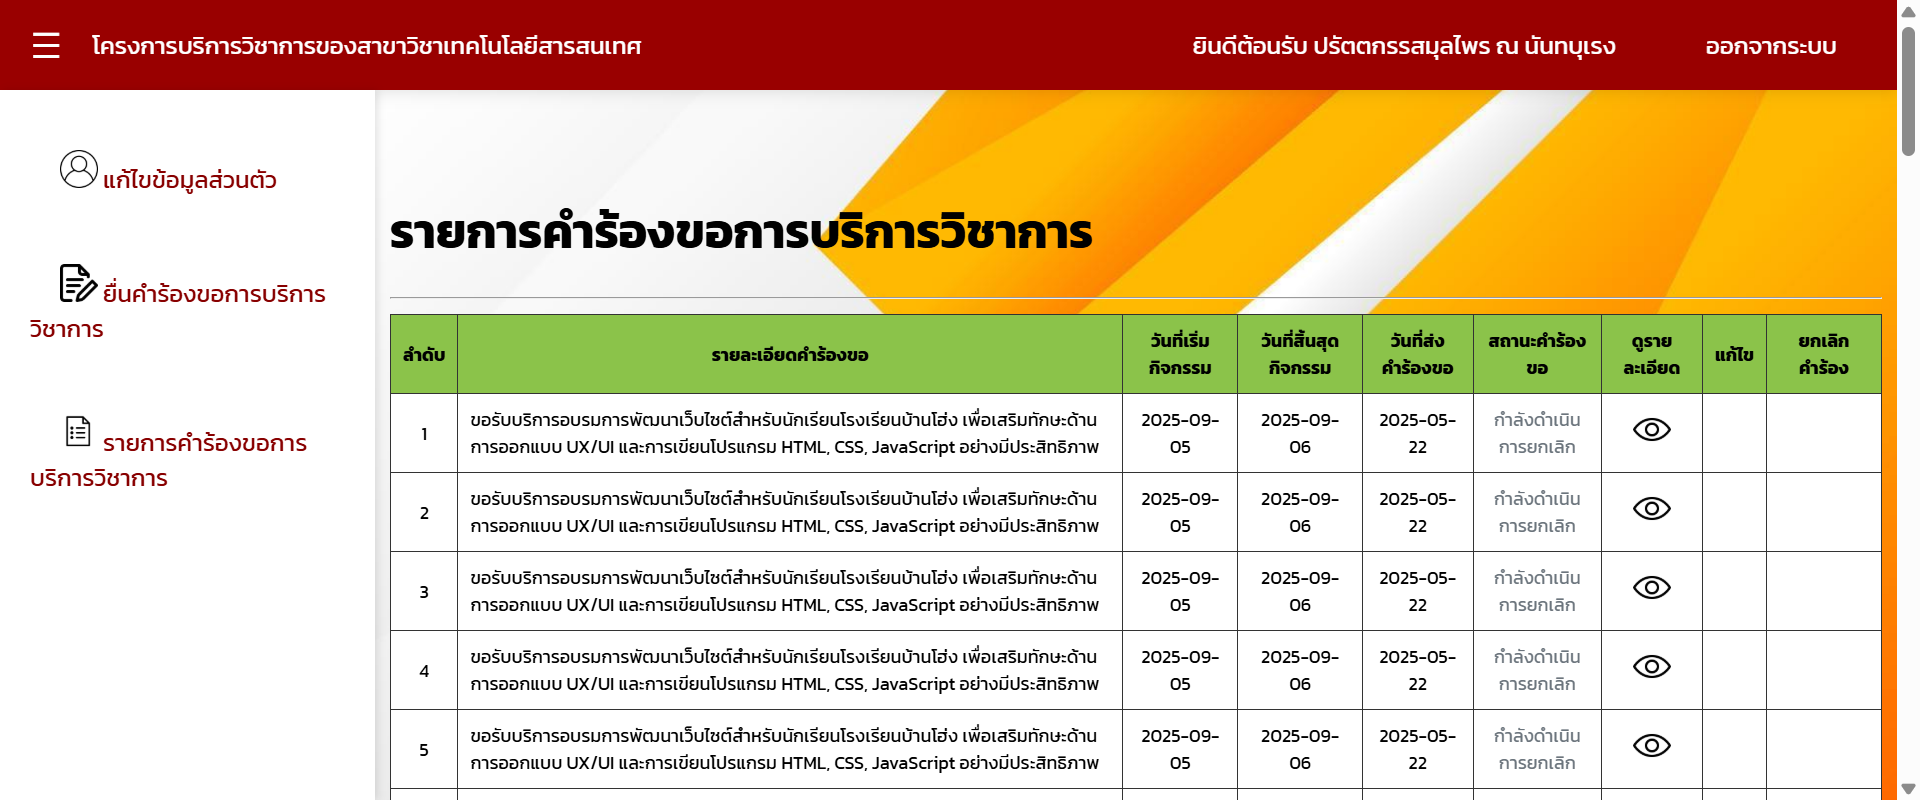 โครงการบริการวิชาการของสาขาวิชาเทคโนโลยีสารสนเทศ
ยินดีต้อนรับ ปรัตตกรรสมุลไพร ณ นันทบุเรง
ออกจากระบบ
แก้ไขข้อมูลส่วนตัว
ยื่นคำร้องขอการบริการ
วิชาการ
รายการคำร้องขอการ
บริการวิชาการ
รายการคำร้องขอการบริการวิชาการ
ลำดับ
รายละเอียดคำร้องขอ
วันที่เริ่ม
กิจกรรม
วันที่สิ้นสุด
กิจกรรม
วันที่ส่ง
คำร้องขอ
สถานะคำร้อง
ขอ
ดูราย
ละเอียด
แก้ไข
ยกเลิก
คำร้อง
1
ขอรับบริการอบรมการพัฒนาเว็บไซต์สำหรับนักเรียนโรงเรียนบ้านโฮ่ง เพื่อเสริมทักษะด้าน
การออกแบบ UX/UI และการเขียนโปรแกรม HTML, CSS, JavaScript อย่างมีประสิทธิภาพ
2025-09-
05
2025-09-
06
2025-05-
22
กำลังดำเนิน
การยกเลิก
2
ขอรับบริการอบรมการพัฒนาเว็บไซต์สำหรับนักเรียนโรงเรียนบ้านโฮ่ง เพื่อเสริมทักษะด้าน
การออกแบบ UX/UI และการเขียนโปรแกรม HTML, CSS, JavaScript อย่างมีประสิทธิภาพ
2025-09-
05
2025-09-
06
2025-05-
22
กำลังดำเนิน
การยกเลิก
3
ขอรับบริการอบรมการพัฒนาเว็บไซต์สำหรับนักเรียนโรงเรียนบ้านโฮ่ง เพื่อเสริมทักษะด้าน
การออกแบบ UX/UI และการเขียนโปรแกรม HTML, CSS, JavaScript อย่างมีประสิทธิภาพ
2025-09-
05
2025-09-
06
2025-05-
22
กำลังดำเนิน
การยกเลิก
4
ขอรับบริการอบรมการพัฒนาเว็บไซต์สำหรับนักเรียนโรงเรียนบ้านโฮ่ง เพื่อเสริมทักษะด้าน
การออกแบบ UX/UI และการเขียนโปรแกรม HTML, CSS, JavaScript อย่างมีประสิทธิภาพ
2025-09-
05
2025-09-
06
2025-05-
22
กำลังดำเนิน
การยกเลิก
5
ขอรับบริการอบรมการพัฒนาเว็บไซต์สำหรับนักเรียนโรงเรียนบ้านโฮ่ง เพื่อเสริมทักษะด้าน
การออกแบบ UX/UI และการเขียนโปรแกรม HTML, CSS, JavaScript อย่างมีประสิทธิภาพ
2025-09-
05
2025-09-
06
2025-05-
22
กำลังดำเนิน
การยกเลิก